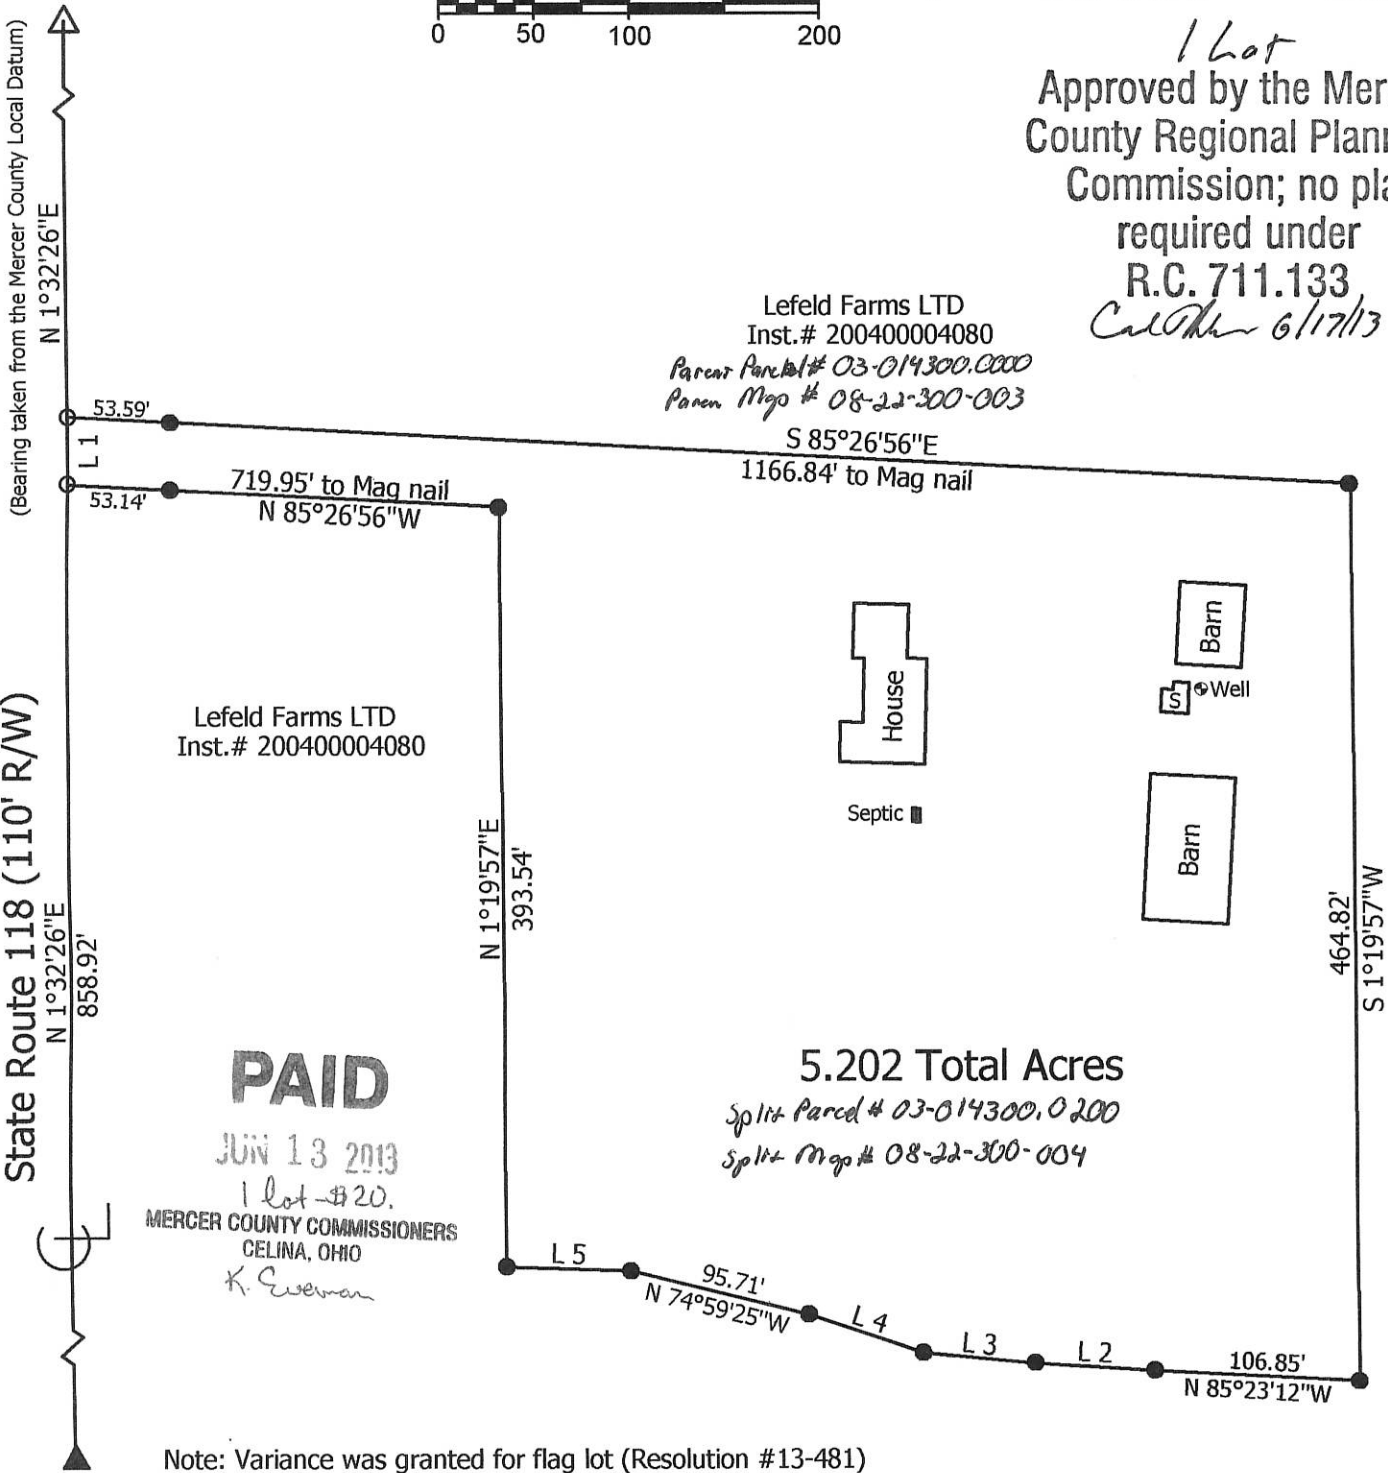 0 50 100 200
(Bearing taken from the Mercer County Local Datum)
N 1°32'26"E
1 Lot
Approved by the Mer
County Regional Plan
Commission; no pla
required under
R.C. 711.133
6/17/13
Lefeld Farms LTD
Inst.# 200400004080
Parent Parcel# 03-014300.0000
Paren Map # 08-22-300-003
53.59'
L 1
S 85°26'56"E
1166.84' to Mag nail
53.14'
719.95' to Mag nail
N 85°26'56"W
Barn
Well
S
House
Lefeld Farms LTD
Inst.# 200400004080
Septic
Barn
State Route 118 (110' R/W)
N 1°32'26"E
858.92'
N 1°19'57"E
393.54'
464.82'
S 1°19'57"W
5.202 Total Acres
Split Parcel # 03-014300.0200
Split Map # 08-22-300-004
PAID
JUN 13 2013
1 lot - $20.
MERCER COUNTY COMMISSIONERS
CELINA, OHIO
L 5
95.71'
N 74°59'25"W
L 4
L 3
L 2
106.85'
N 85°23'12"W
Note: Variance was granted for flag lot (Resolution #13-481)